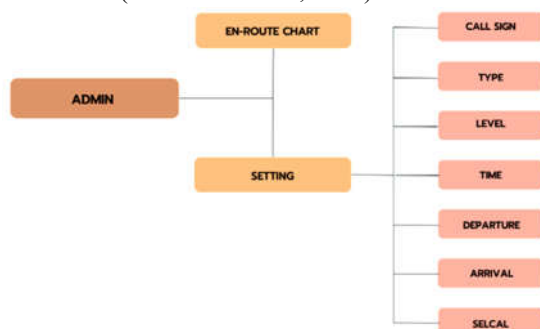 EN-ROUTE CHART
ADMIN
SETTING
CALL SIGN
TYPE
LEVEL
TIME
DEPARTURE
ARRIVAL
SELCAL